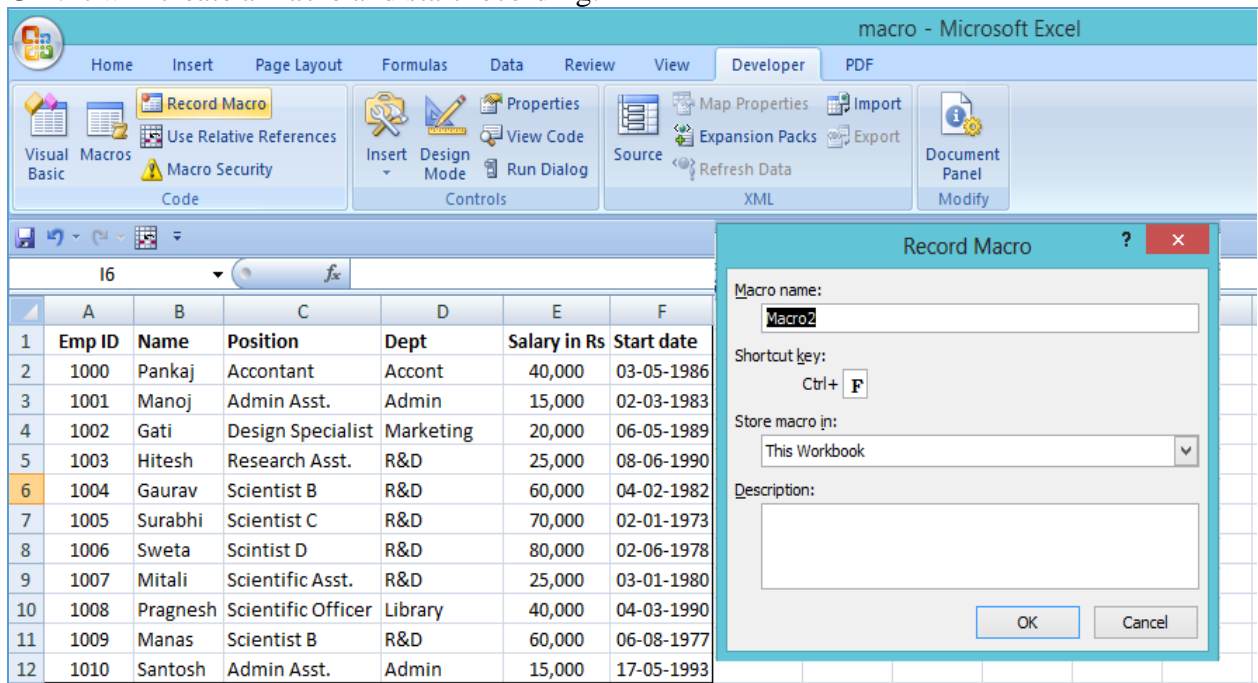 macro - Microsoft Excel
Home Insert Page Layout Formulas Data Review View Developer PDF
Visual Basic
Macros
Record Macro
Use Relative References
Macro Security
Code
Insert
Design Mode
Properties
View Code
Run Dialog
Controls
Source
Map Properties
Expansion Packs
Refresh Data
Import
Export
XML
Document Panel
Modify
I6 fx
A B C D E F
1 Emp ID Name Position Dept Salary in Rs Start date
2 1000 Pankaj Accontant Accont 40,000 03-05-1986
3 1001 Manoj Admin Asst. Admin 15,000 02-03-1983
4 1002 Gati Design Specialist Marketing 20,000 06-05-1989
5 1003 Hitesh Research Asst. R&D 25,000 08-06-1990
6 1004 Gaurav Scientist B R&D 60,000 04-02-1982
7 1005 Surabhi Scientist C R&D 70,000 02-01-1973
8 1006 Sweta Scintist D R&D 80,000 02-06-1978
9 1007 Mitali Scientific Asst. R&D 25,000 03-01-1980
10 1008 Pragnesh Scientific Officer Library 40,000 04-03-1990
11 1009 Manas Scientist B R&D 60,000 06-08-1977
12 1010 Santosh Admin Asst. Admin 15,000 17-05-1993
Record Macro ? ×
Macro name:
Macro2
Shortcut key:
Ctrl+ F
Store macro in:
This Workbook
Description:
OK Cancel